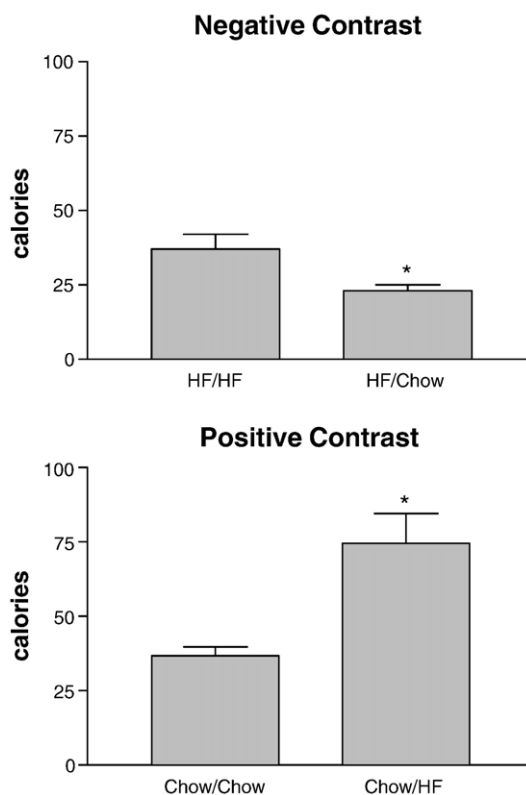 Negative Contrast
100
75
50
25
0
calories
*
HF/HF
HF/Chow
Positive Contrast
100
75
50
25
0
calories
*
Chow/Chow
Chow/HF